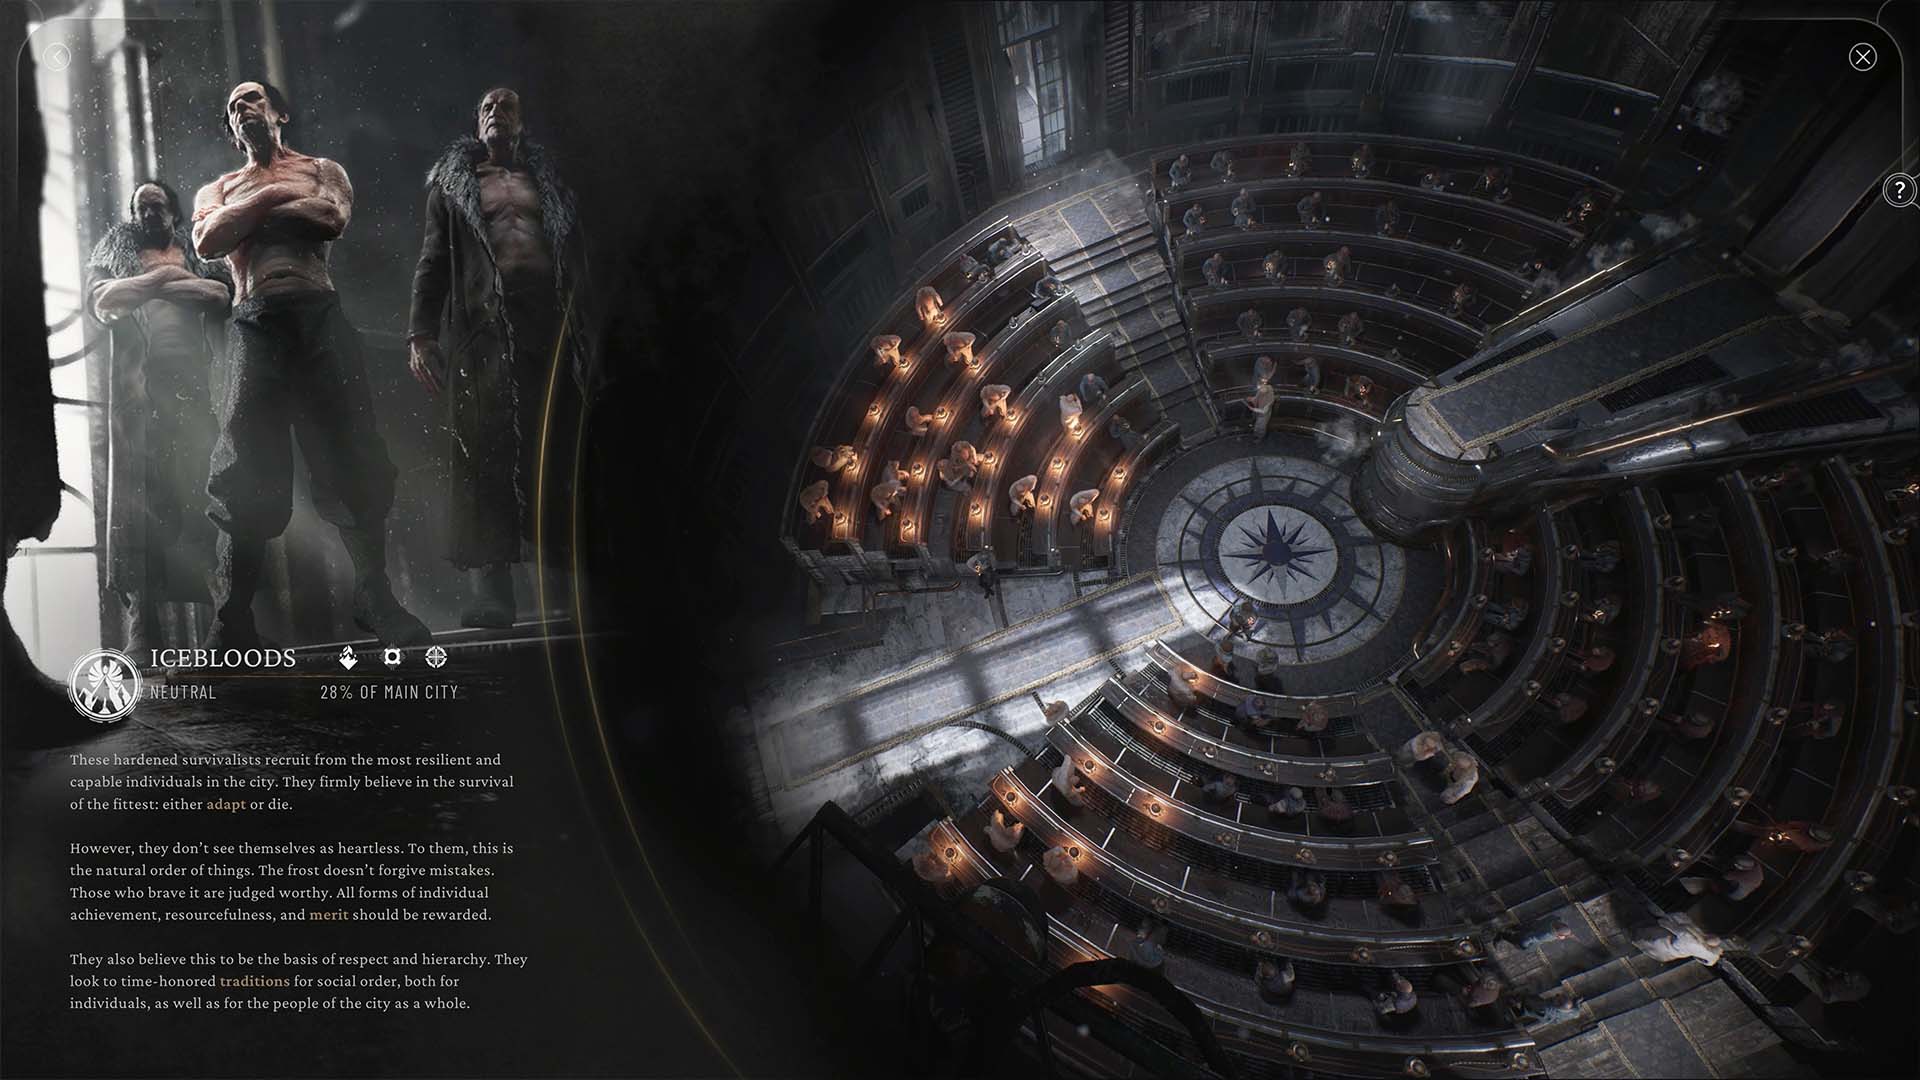 ICEBLOODS
NEUTRAL
28% OF MAIN CITY
These hardened survivalists recruit from the most resilient and
capable individuals in the city. They firmly believe in the survival
of the fittest: either adapt or die.
However, they don’t see themselves as heartless. To them, this is
the natural order of things. The frost doesn’t forgive mistakes.
Those who brave it are judged worthy. All forms of individual
achievement, resourcefulness, and merit should be rewarded.
They also believe this to be the basis of respect and hierarchy. They
look to time-honored traditions for social order, both for
individuals, as well as for the people of the city as a whole.
?